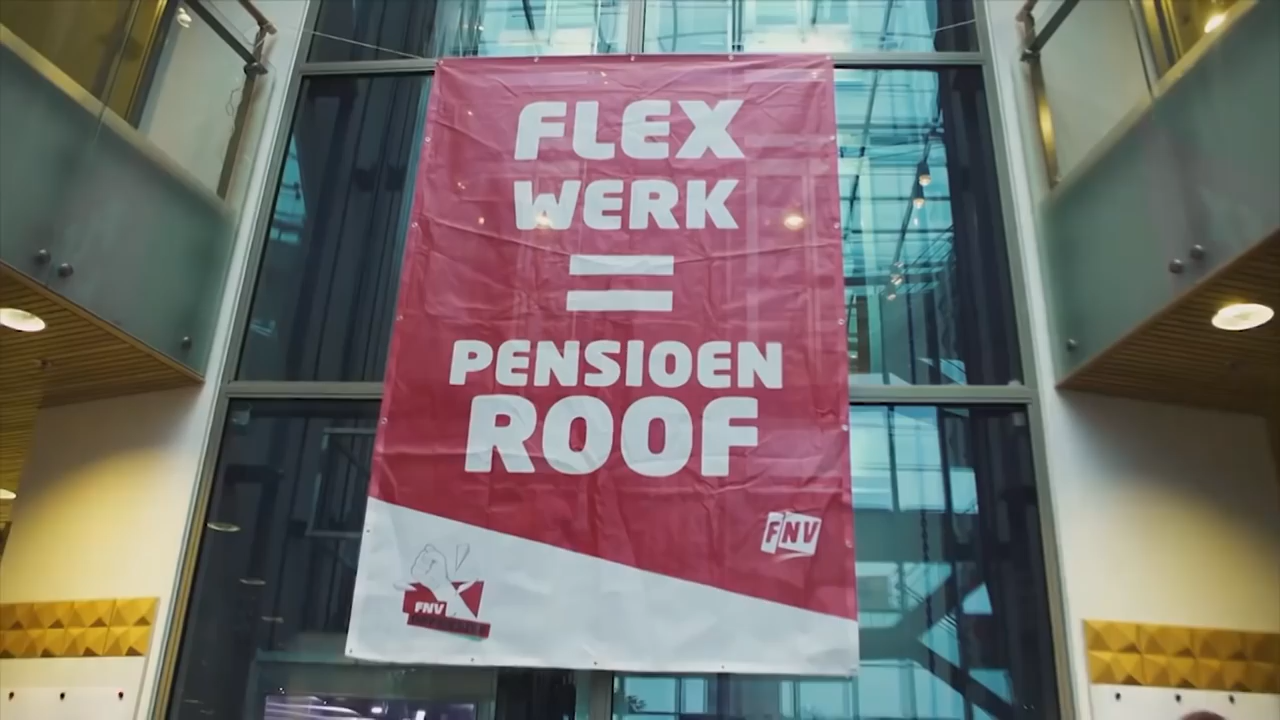 FLEX
WERK
=
PENSIOEN
ROOF
FNV
FNV